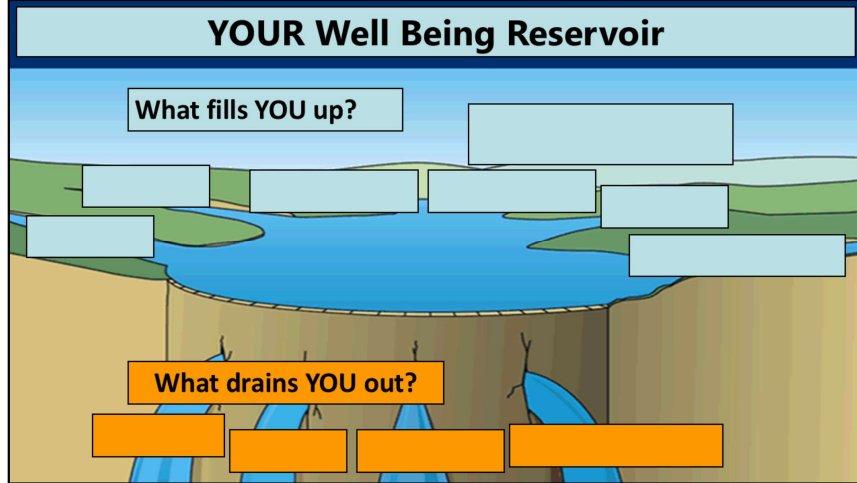 YOUR Well Being Reservoir
What fills YOU up?
What drains YOU out?